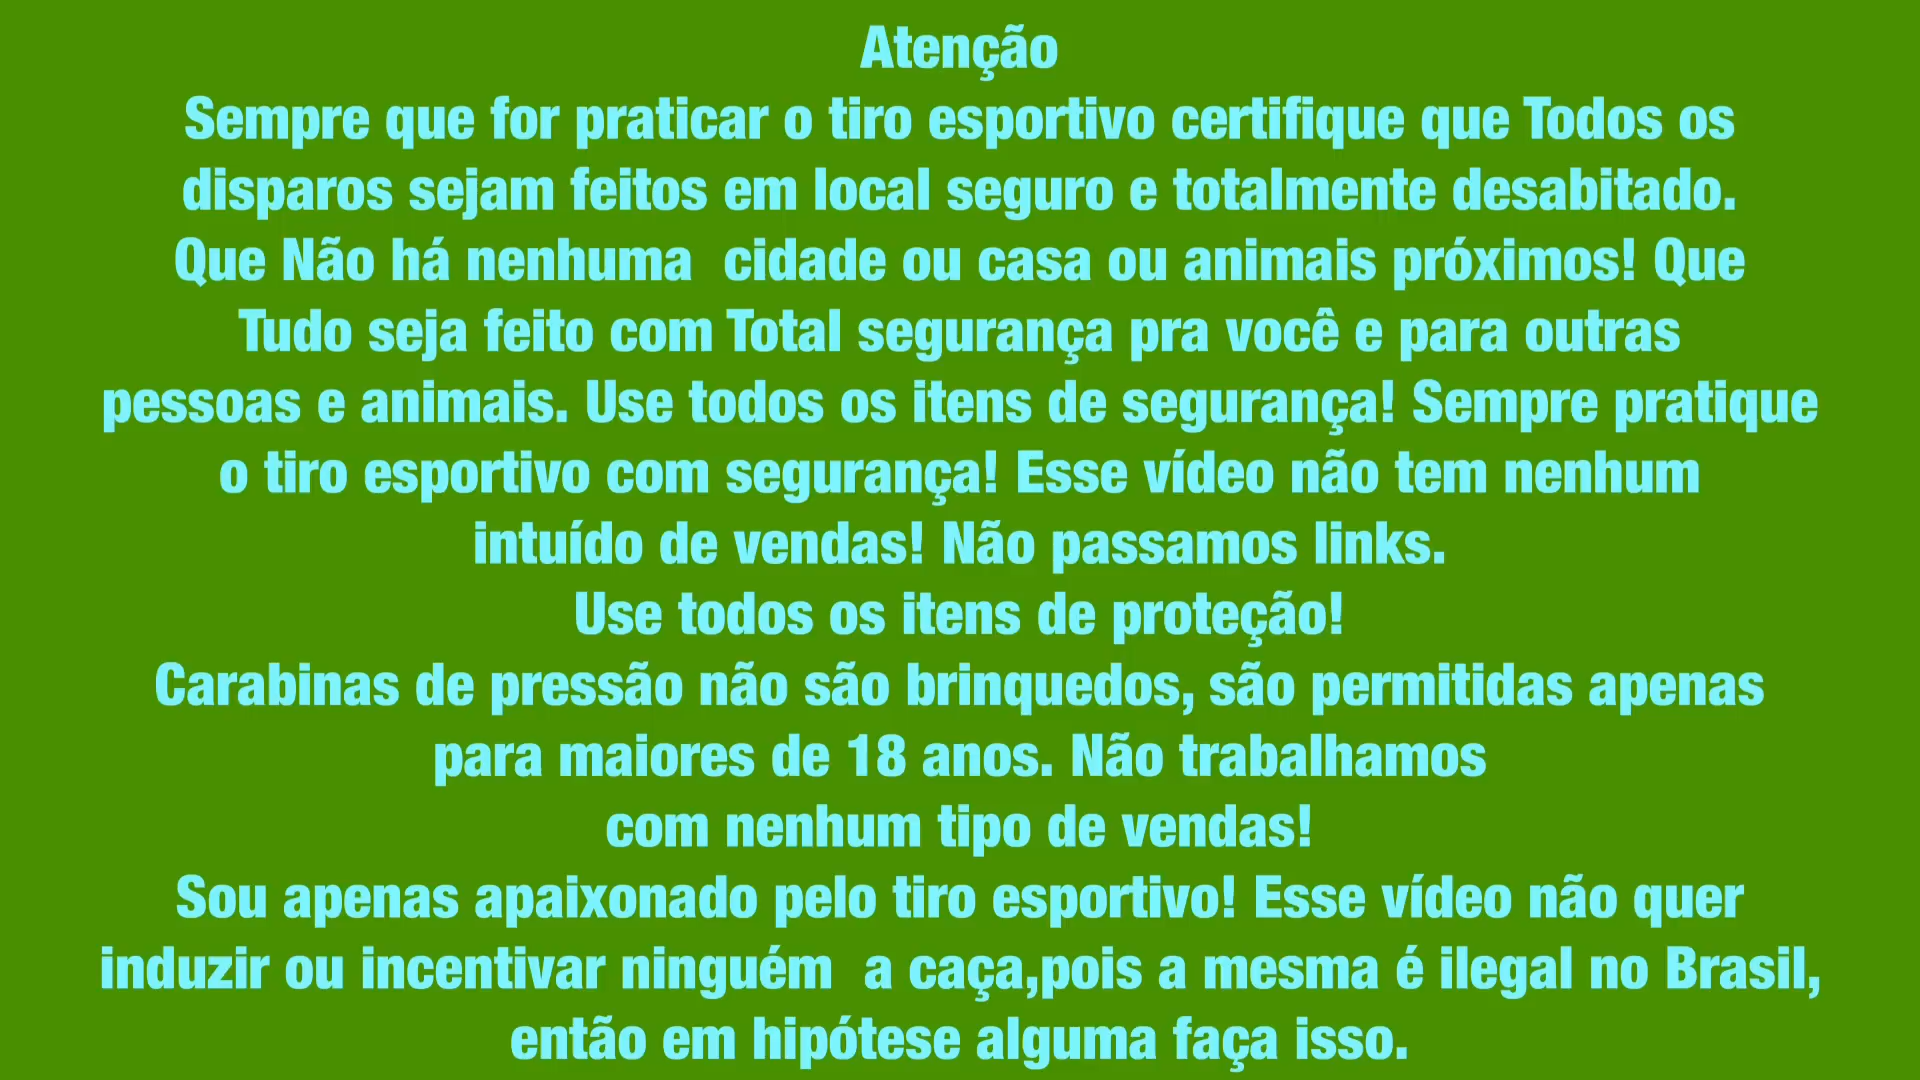 Atenção
Sempre que for praticar o tiro esportivo certifique que Todos os
disparos sejam feitos em local seguro e totalmente desabitado.
Que Não há nenhuma  cidade ou casa ou animais próximos! Que
Tudo seja feito com Total segurança pra você e para outras
pessoas e animais. Use todos os itens de segurança! Sempre pratique
o tiro esportivo com segurança! Esse vídeo não tem nenhum
intuído de vendas! Não passamos links.
Use todos os itens de proteção!
Carabinas de pressão não são brinquedos, são permitidas apenas
para maiores de 18 anos. Não trabalhamos
com nenhum tipo de vendas!
Sou apenas apaixonado pelo tiro esportivo! Esse vídeo não quer
induzir ou incentivar ninguém  a caça,pois a mesma é ilegal no Brasil,
então em hipótese alguma faça isso.